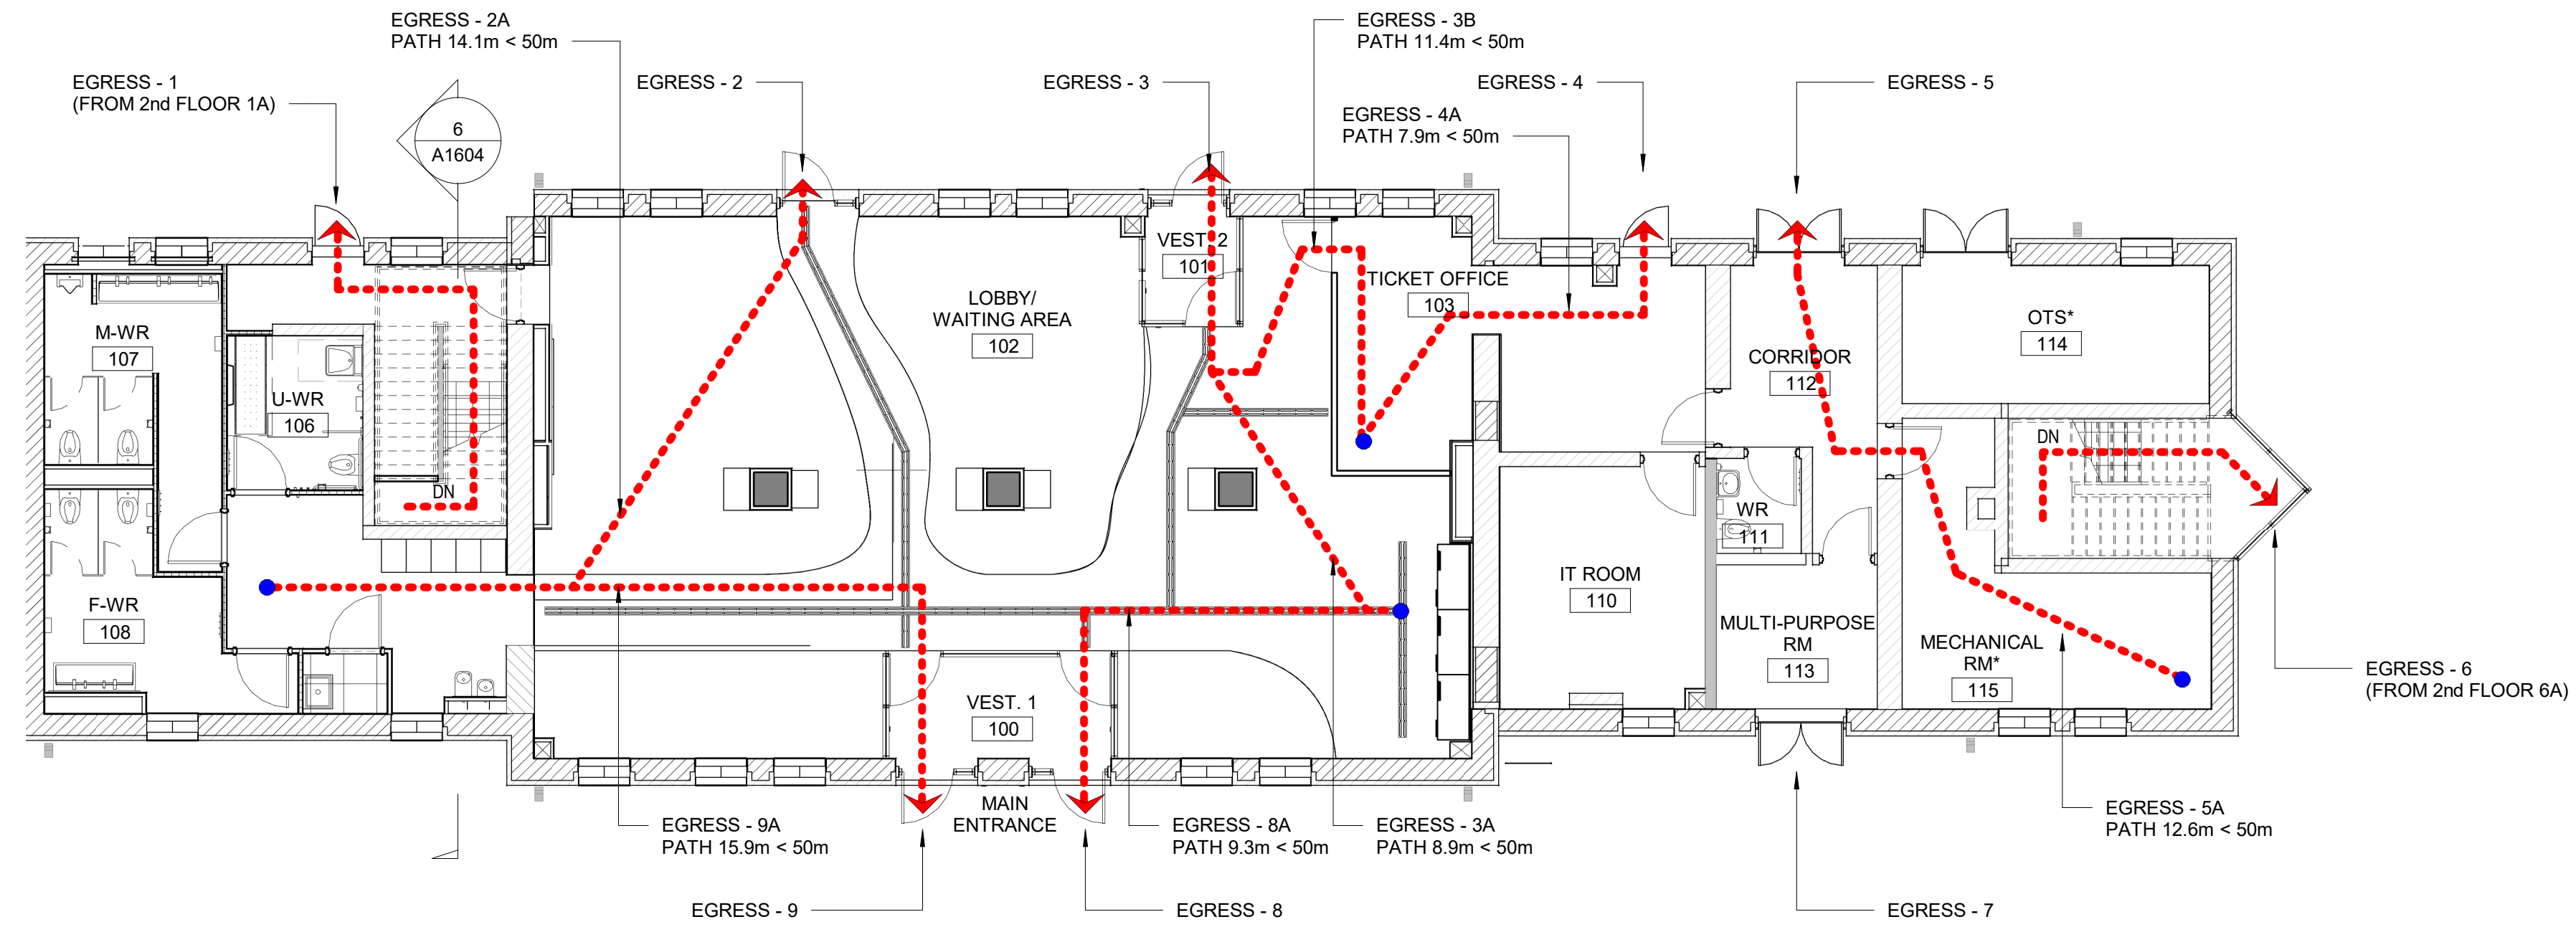 EGRESS - 2A
PATH 14.1m < 50m
EGRESS - 3B
PATH 11.4m < 50m
EGRESS - 1
(FROM 2nd FLOOR 1A)
EGRESS - 2
EGRESS - 3
EGRESS - 4
EGRESS - 5
EGRESS - 4A
PATH 7.9m < 50m
6
A1604
VEST. 2
101
TICKET OFFICE
103
LOBBY/
WAITING AREA
102
M-WR
107
OTS*
114
CORRIDOR
112
U-WR
106
DN
DN
WR
111
F-WR
108
IT ROOM
110
MULTI-PURPOSE
RM
113
MECHANICAL
RM*
115
VEST. 1
100
EGRESS - 6
(FROM 2nd FLOOR 6A)
MAIN
ENTRANCE
EGRESS - 9A
PATH 15.9m < 50m
EGRESS - 8A
PATH 9.3m < 50m
EGRESS - 3A
PATH 8.9m < 50m
EGRESS - 5A
PATH 12.6m < 50m
EGRESS - 9
EGRESS - 8
EGRESS - 7